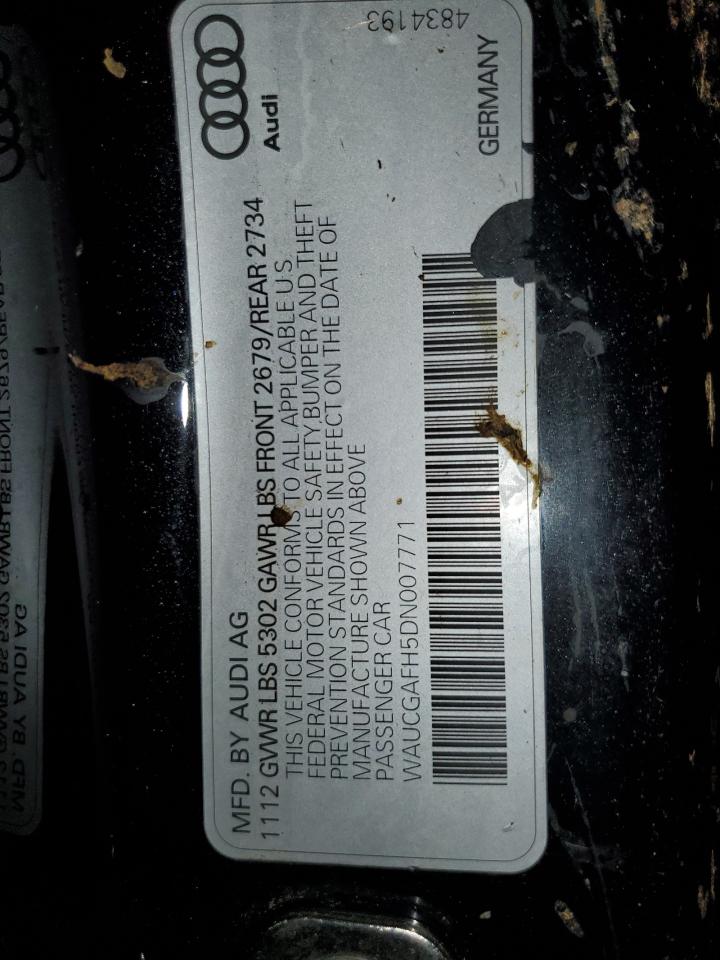 MFD. BY AUDI AG
1112 GVWR LBS 5302 GAWR LBS FRONT 2679/REAR 2734
THIS VEHICLE CONFORMS TO ALL APPLICABLE U S
FEDERAL MOTOR VEHICLE SAFETY, BUMPER AND THEFT
PREVENTION STANDARDS IN EFFECT ON THE DATE OF
MANUFACTURE SHOWN ABOVE
PASSENGER CAR
WAUCGAFH5DN007771
Audi
GERMANY
4834193